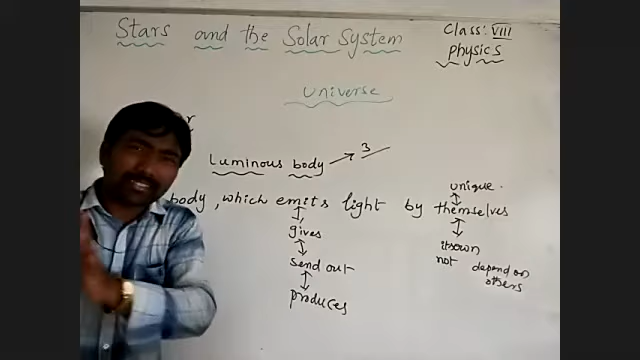 Stars and the Solar System
Class: VIII
physics
Universe
Luminous body → 3
unique.
body, which emits light by themselves
gives
its own
send out
not depend on
others
produces